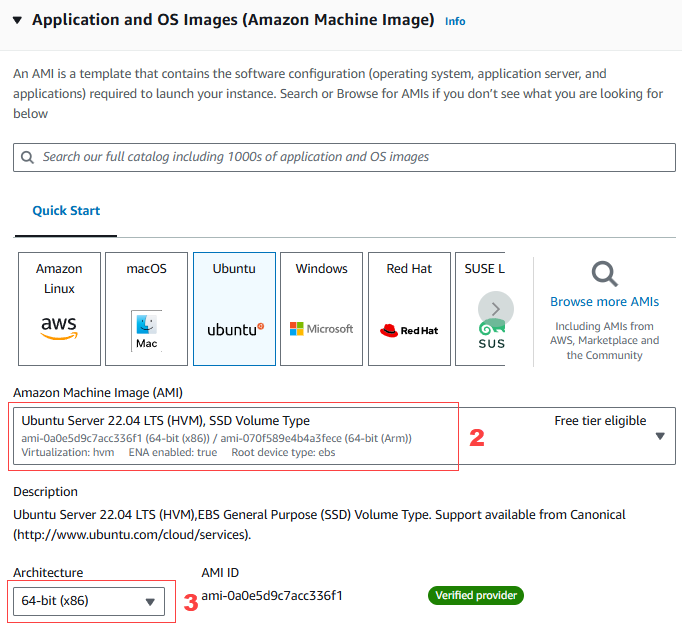 Application and OS Images (Amazon Machine Image) Info
An AMI is a template that contains the software configuration (operating system, application server, and
applications) required to launch your instance. Search or Browse for AMIs if you don't see what you are looking for
below
Search our full catalog including 1000s of application and OS images
Quick Start
Amazon
Linux
aws
macOS
Mac
Ubuntu
ubuntu
Windows
Microsoft
Red Hat
Red Hat
SUSE L
SUS
Browse more AMIs
Including AMIs from
AWS, Marketplace and
the Community
Amazon Machine Image (AMI)
Ubuntu Server 22.04 LTS (HVM), SSD Volume Type
Free tier eligible
ami-0a0e5d9c7acc336f1 (64-bit (x86)) / ami-070f589e4b4a3fece (64-bit (Arm))
Virtualization: hvm ENA enabled: true Root device type: ebs
2
Description
Ubuntu Server 22.04 LTS (HVM),EBS General Purpose (SSD) Volume Type. Support available from Canonical
(http://www.ubuntu.com/cloud/services).
Architecture
64-bit (x86)
3
AMI ID
ami-0a0e5d9c7acc336f1
Verified provider